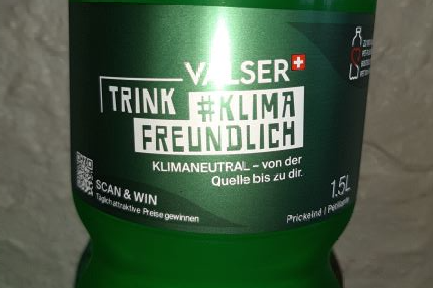 VALSER
TRINK #KLIMA
FREUNDLICH
KLIMANEUTRAL – von der
Quelle bis zu dir.
SCAN & WIN
Täglich attraktive Preise gewinnen
1.5L
Prickelnd | Pétillante